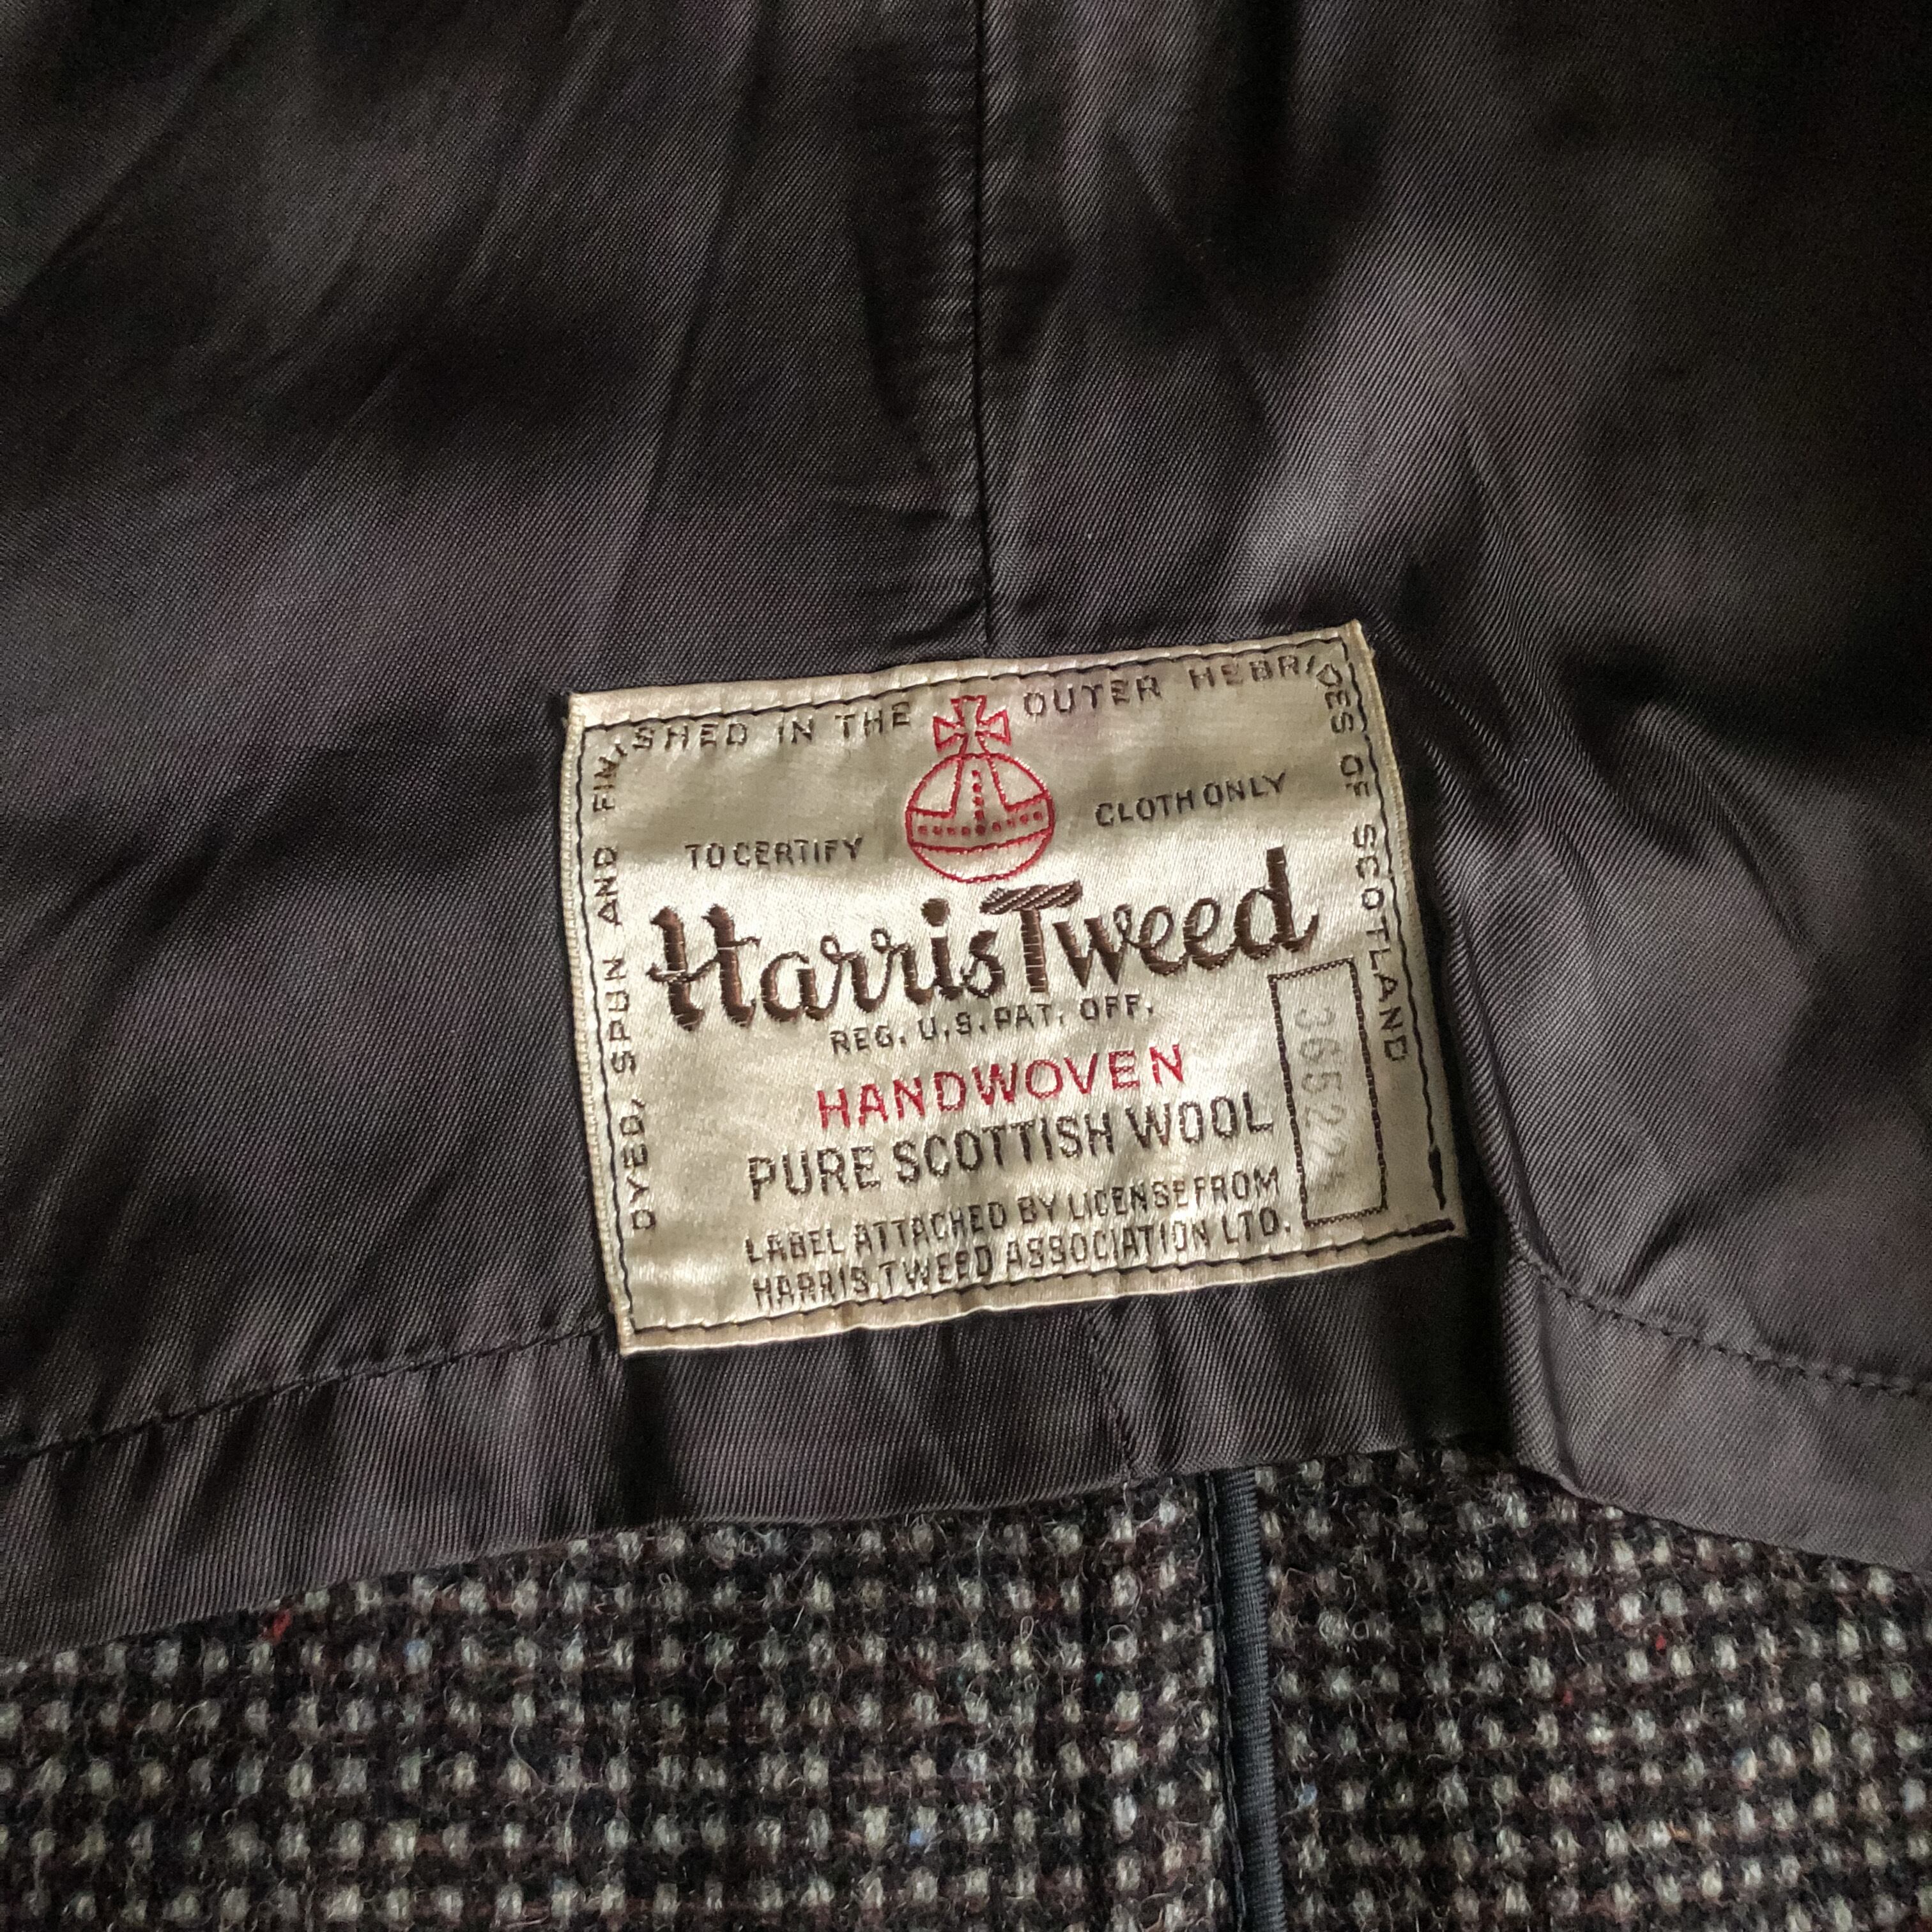 DYED, SPUN AND FINISHED IN THE OUTER HEBRIDES OF SCOTLAND
TO CERTIFY CLOTH ONLY
Harris Tweed
REG. U.S. PAT. OFF.
HANDWOVEN
PURE SCOTTISH WOOL
LABEL ATTACHED BY LICENSE FROM
HARRIS TWEED ASSOCIATION LTD.